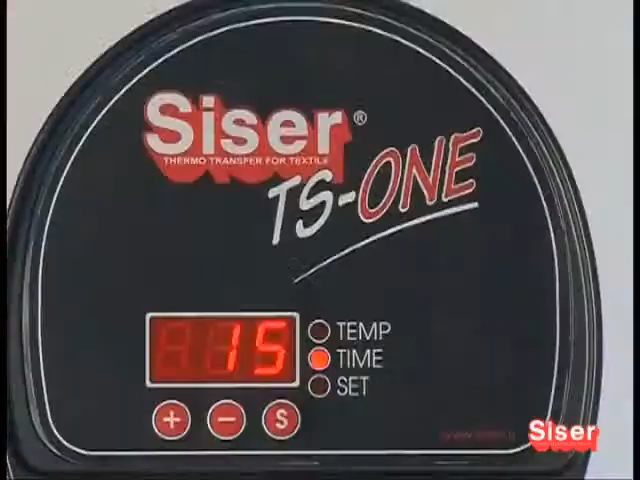 Siser®
THERMO TRANSFER FOR TEXTILE
TS-ONE
15
TEMP
TIME
SET
+ - S
Siser